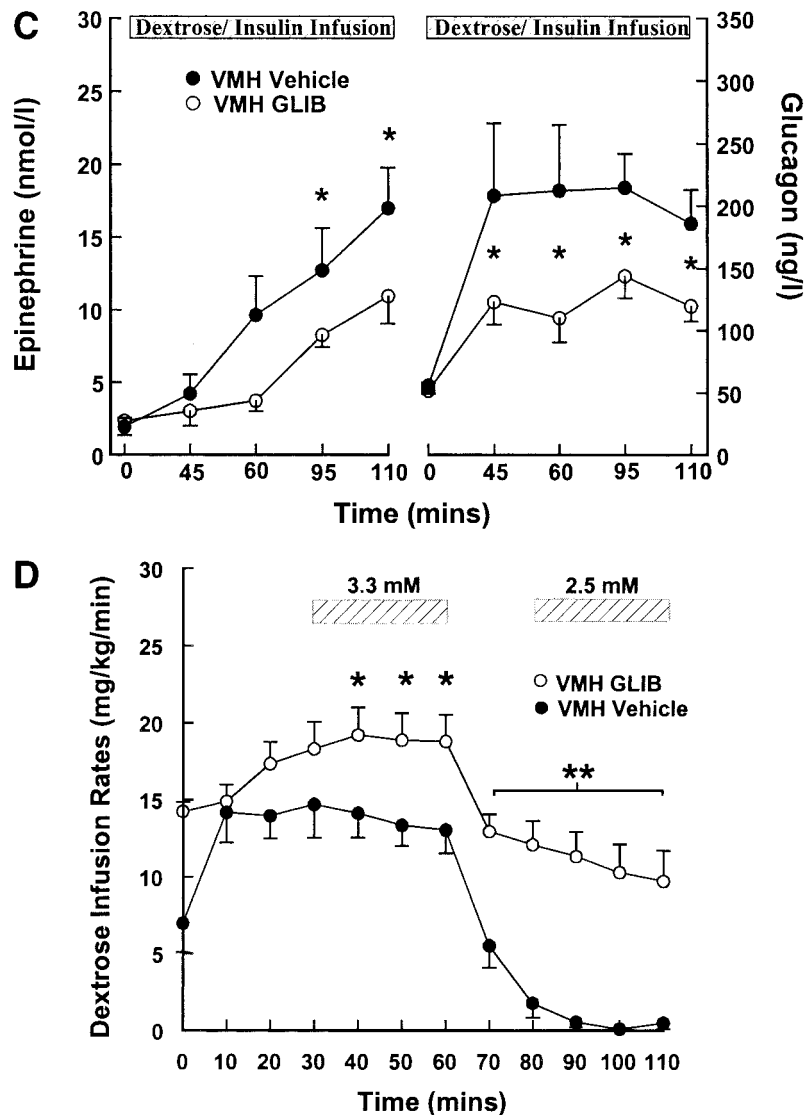 C
Dextrose/ Insulin Infusion
Dextrose/ Insulin Infusion
VMH Vehicle
VMH GLIB
Epinephrine (nmol/l)
30
25
20
15
10
5
0
* *
* * * *
350
300
250
200
150
100
50
0
Glucagon (ng/l)
0 45 60 95 110
0 45 60 95 110
Time (mins)
D
Dextrose Infusion Rates (mg/kg/min)
30
25
20
15
10
5
0
3.3 mM
2.5 mM
VMH GLIB
VMH Vehicle
* * *
**
0 10 20 30 40 50 60 70 80 90 100 110
Time (mins)